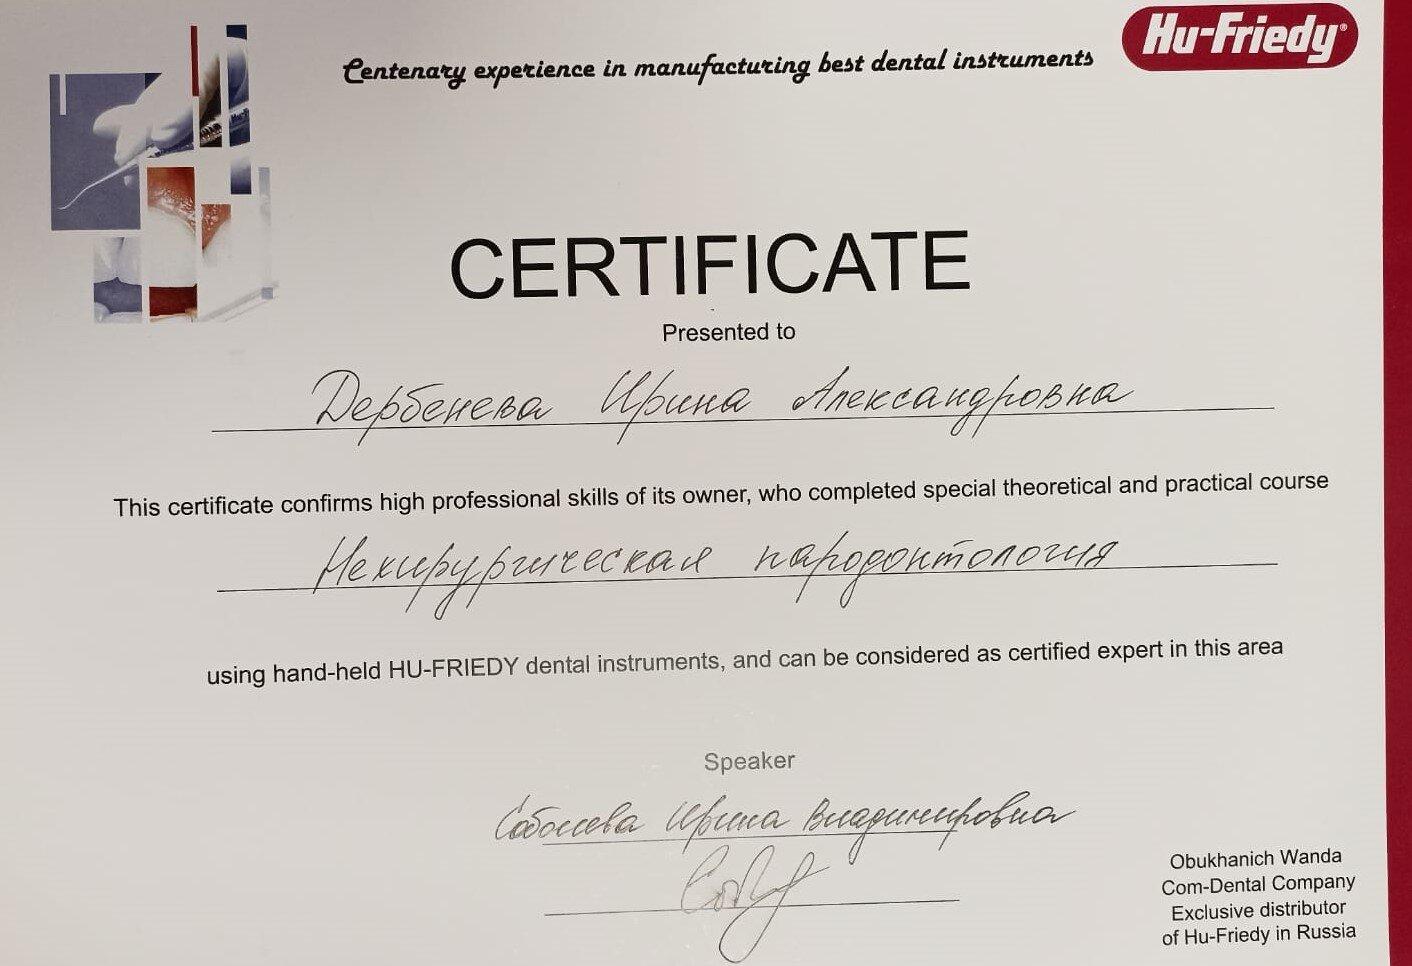 Hu-Friedy®
Centenary experience in manufacturing best dental instruments
CERTIFICATE
Presented to
Дербенева Ирина Александровна
This certificate confirms high professional skills of its owner, who completed special theoretical and practical course
Нехирургическая пародонтология
using hand-held HU-FRIEDY dental instruments, and can be considered as certified expert in this area
Speaker
Соболева Ирина Владимировна
Obukhanich Wanda
Com-Dental Company
Exclusive distributor
of Hu-Friedy in Russia